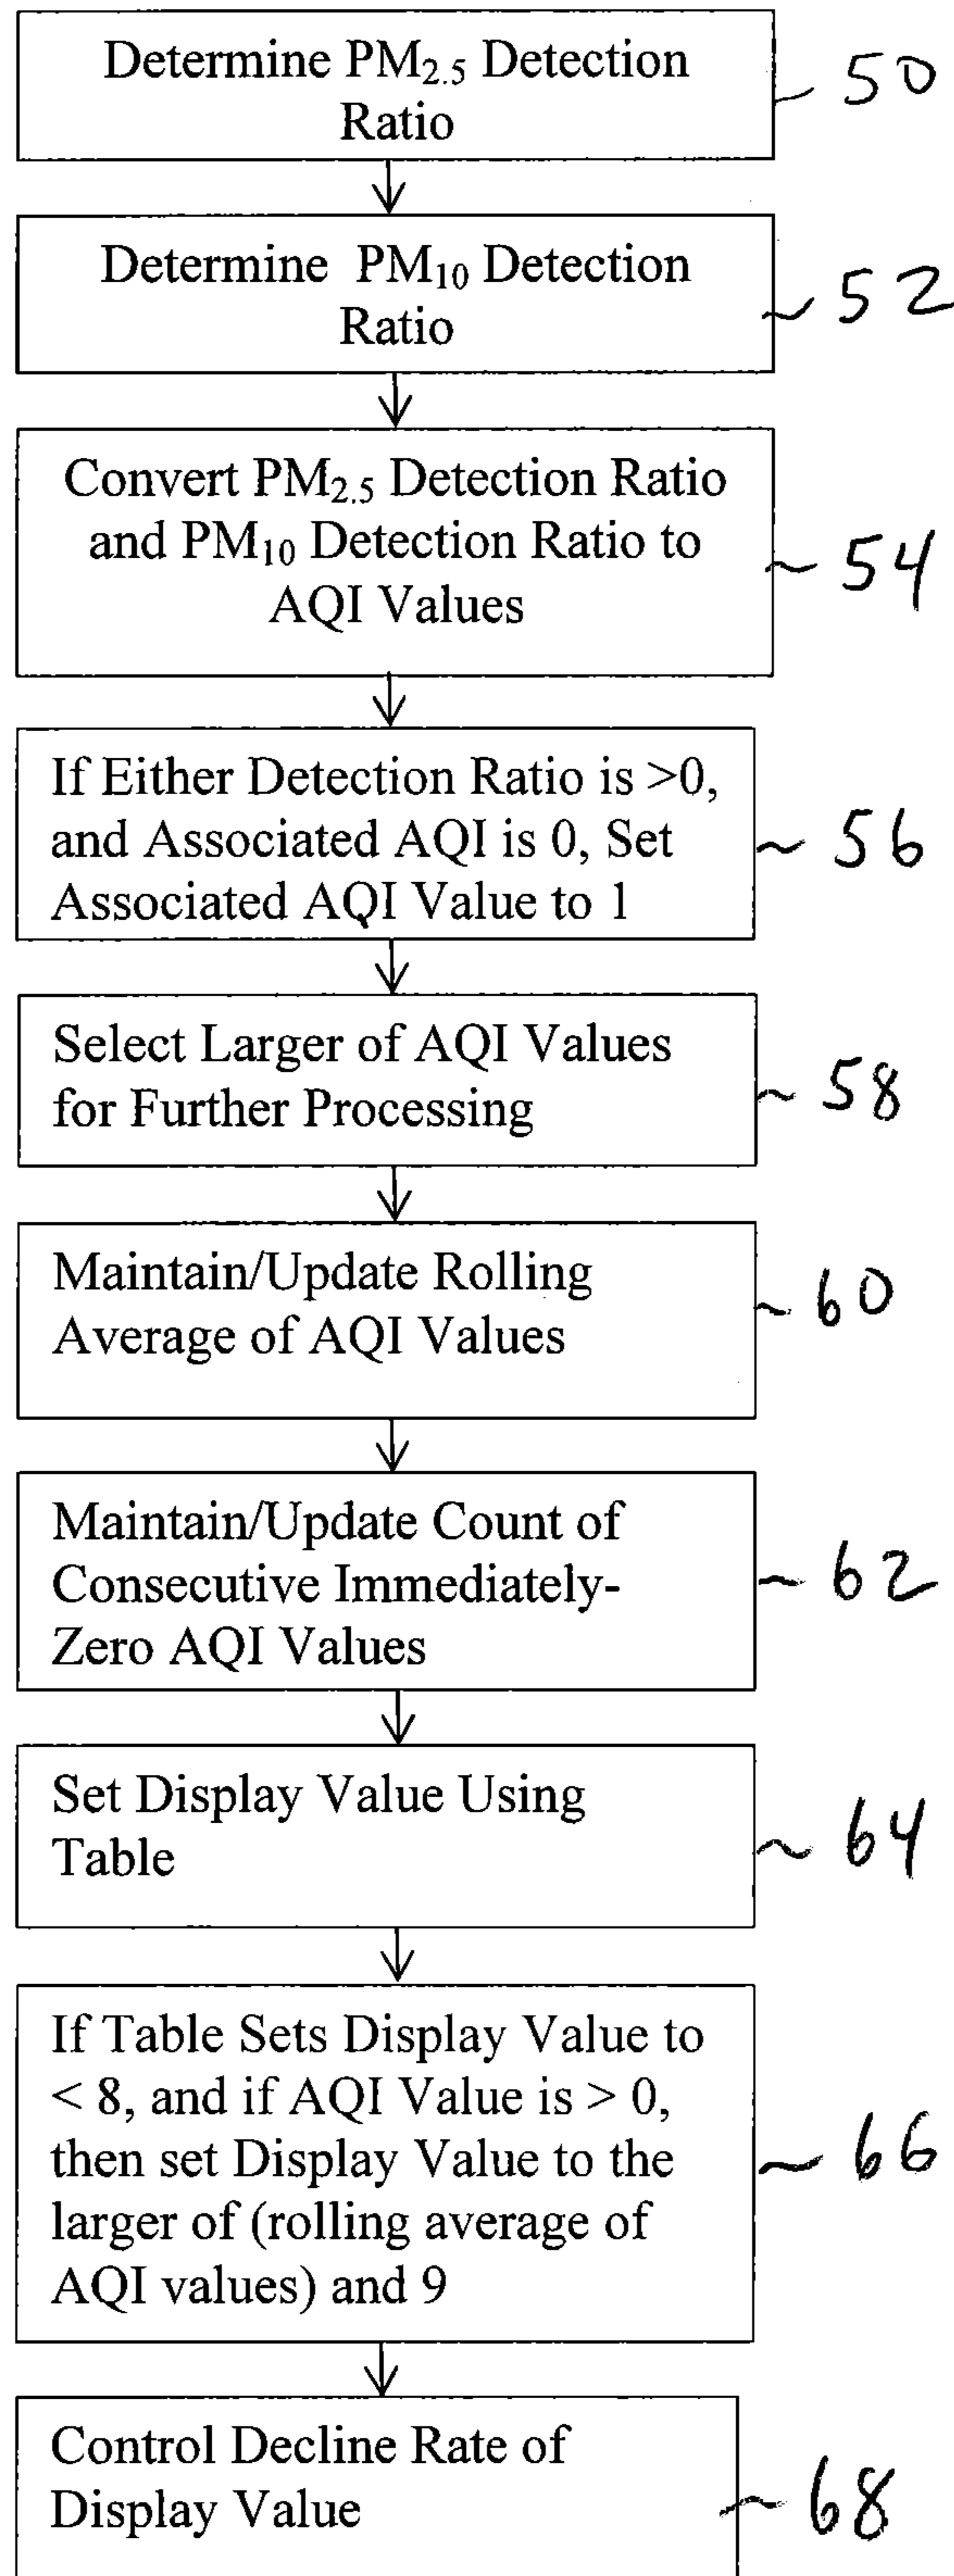 Determine PM₂.₅ Detection
Ratio
50
Determine PM₁₀ Detection
Ratio
52
Convert PM₂.₅ Detection Ratio
and PM₁₀ Detection Ratio to
AQI Values
54
If Either Detection Ratio is >0,
and Associated AQI is 0, Set
Associated AQI Value to 1
56
Select Larger of AQI Values
for Further Processing
58
Maintain/Update Rolling
Average of AQI Values
60
Maintain/Update Count of
Consecutive Immediately-
Zero AQI Values
62
Set Display Value Using
Table
64
If Table Sets Display Value to
< 8, and if AQI Value is > 0,
then set Display Value to the
larger of (rolling average of
AQI values) and 9
66
Control Decline Rate of
Display Value
68